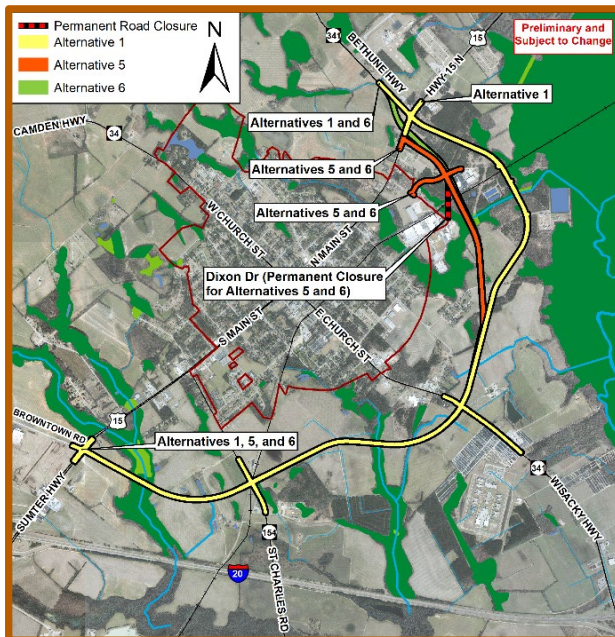 Permanent Road Closure
Alternative 1
Alternative 5
Alternative 6
N
Preliminary and
Subject to Change
341
BETHUNE HWY
HWY-15 N
15
Alternative 1
CAMDEN HWY
34
Alternatives 1 and 6
Alternatives 5 and 6
Alternatives 5 and 6
W CHURCH ST
N MAIN ST
Dixon Dr (Permanent Closure
for Alternatives 5 and 6)
S MAIN ST
E CHURCH ST
BROWNTOWN RD
15
Alternatives 1, 5, and 6
SUMTER HWY
341
WISACKY HWY
154
ST CHARLES RD
20